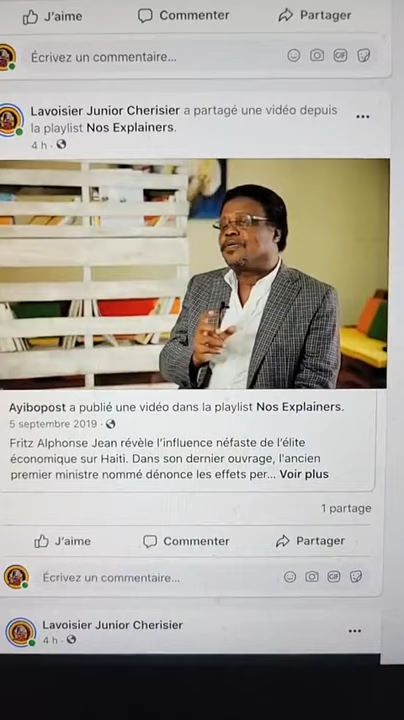 J'aime Commenter Partager
Écrivez un commentaire...
GIF
Lavoisier Junior Cherisier a partagé une vidéo depuis
la playlist Nos Explainers.
4 h ·
Ayibopost a publié une vidéo dans la playlist Nos Explainers.
5 septembre 2019 ·
Fritz Alphonse Jean révèle l'influence néfaste de l'élite
économique sur Haiti. Dans son dernier ouvrage, l'ancien
premier ministre nommé dénonce les effets per... Voir plus
1 partage
J'aime Commenter Partager
Écrivez un commentaire...
GIF
Lavoisier Junior Cherisier
4 h ·